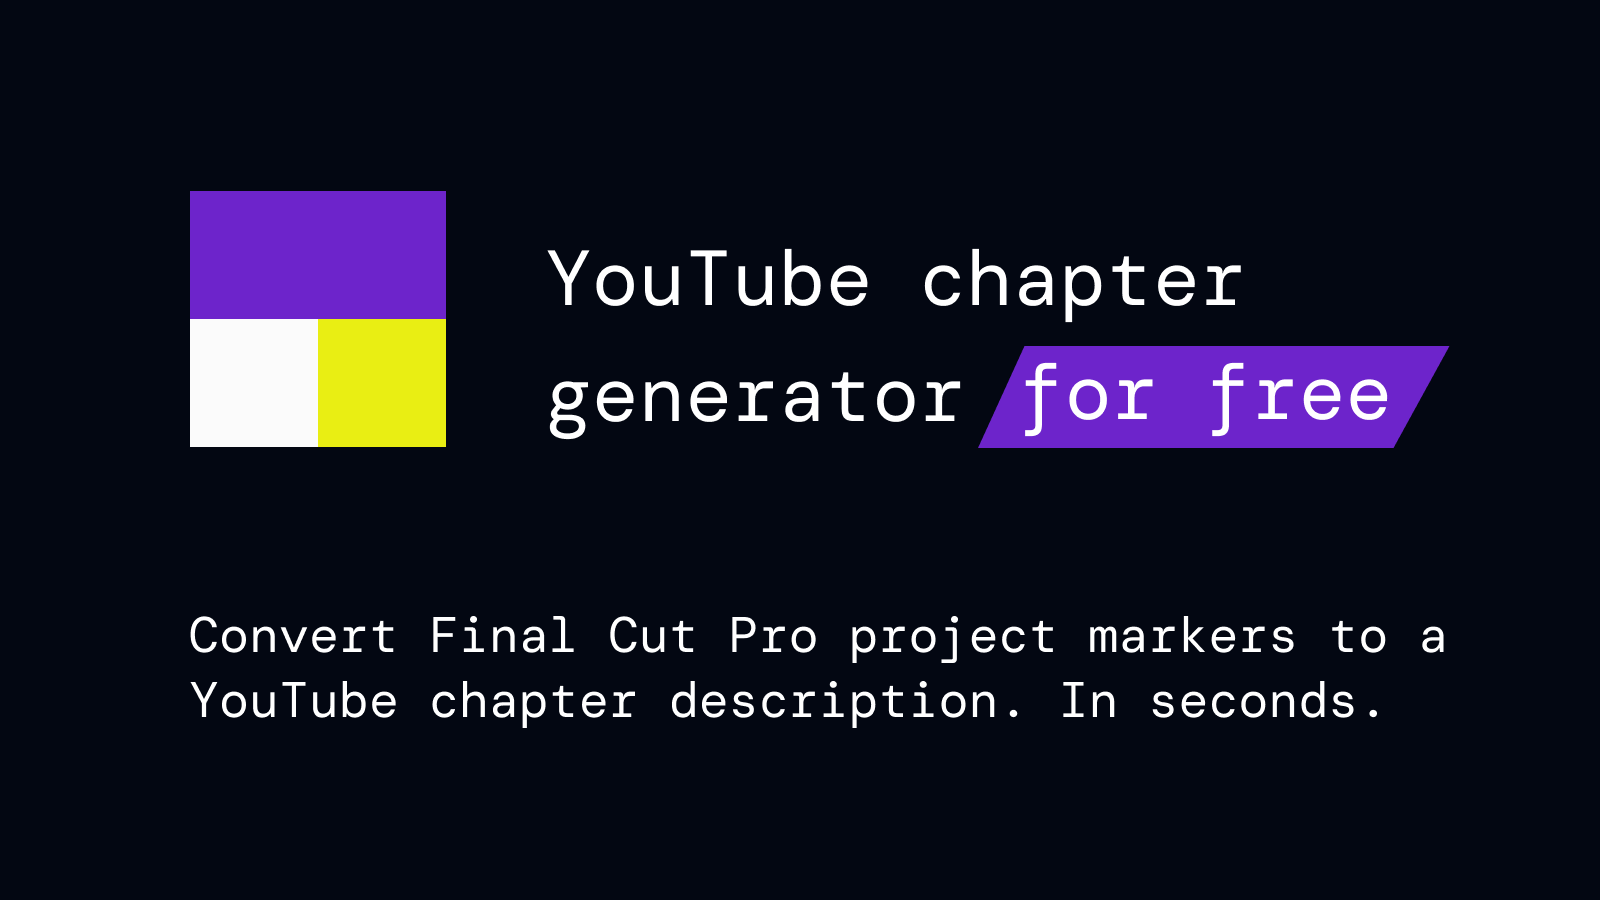 YouTube chapter
generator for free
Convert Final Cut Pro project markers to a
YouTube chapter description. In seconds.